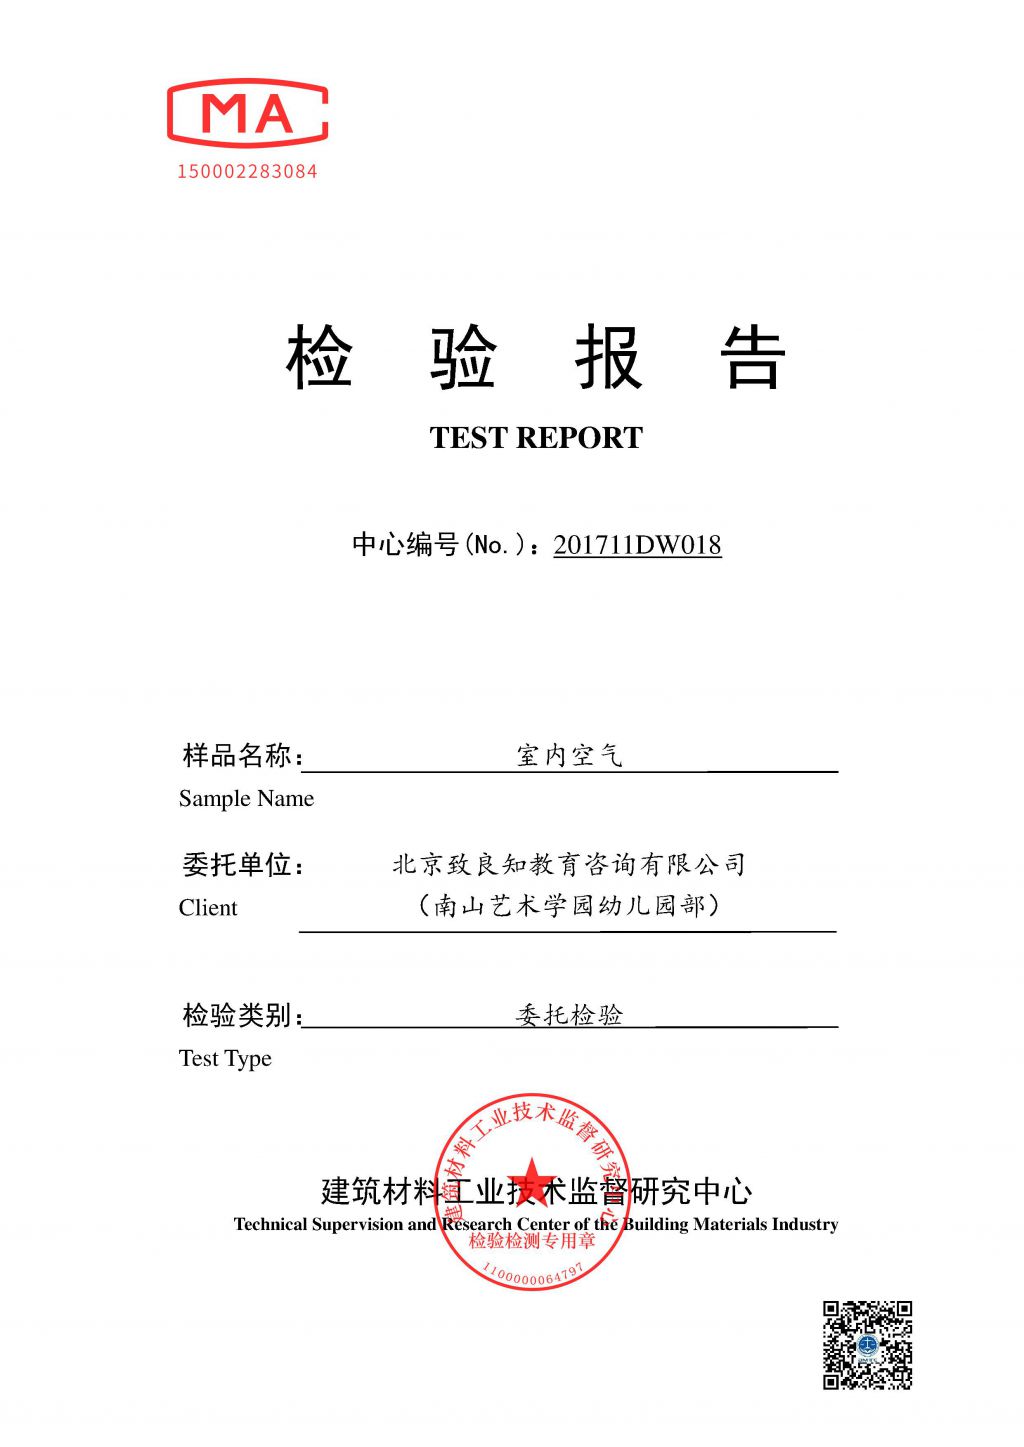 MA
150002283084
检 验 报 告
TEST REPORT
中心编号(No.)：201711DW018
样品名称：室内空气
Sample Name
委托单位：北京致良知教育咨询有限公司
Client （南山艺术学园幼儿园部）
检验类别：委托检验
Test Type
建筑材料工业技术监督研究中心
建筑材料工业技术监督研究中心
Technical Supervision and Research Center of the Building Materials Industry
检验检测专用章
1100000064797